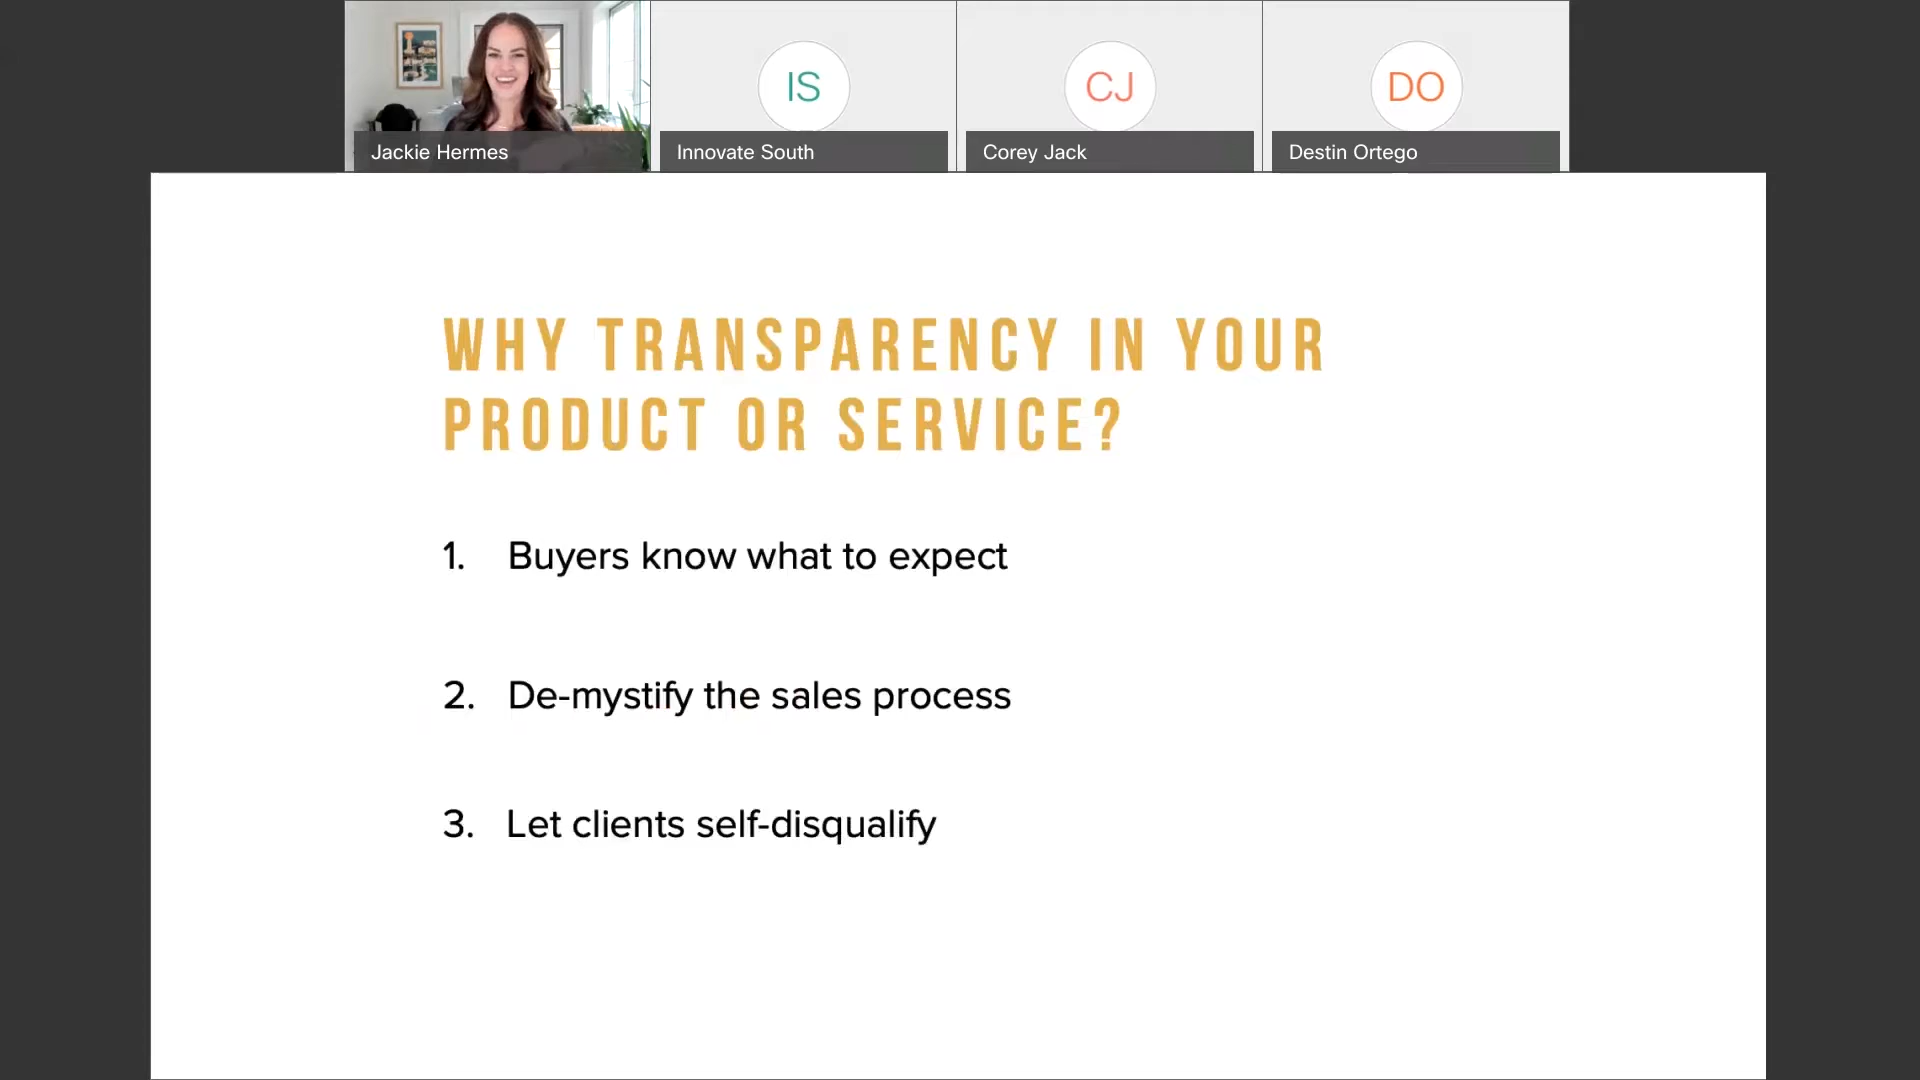 IS
CJ
DO
Jackie Hermes
Innovate South
Corey Jack
Destin Ortego
WHY TRANSPARENCY IN YOUR
PRODUCT OR SERVICE?
1. Buyers know what to expect
2. De-mystify the sales process
3. Let clients self-disqualify